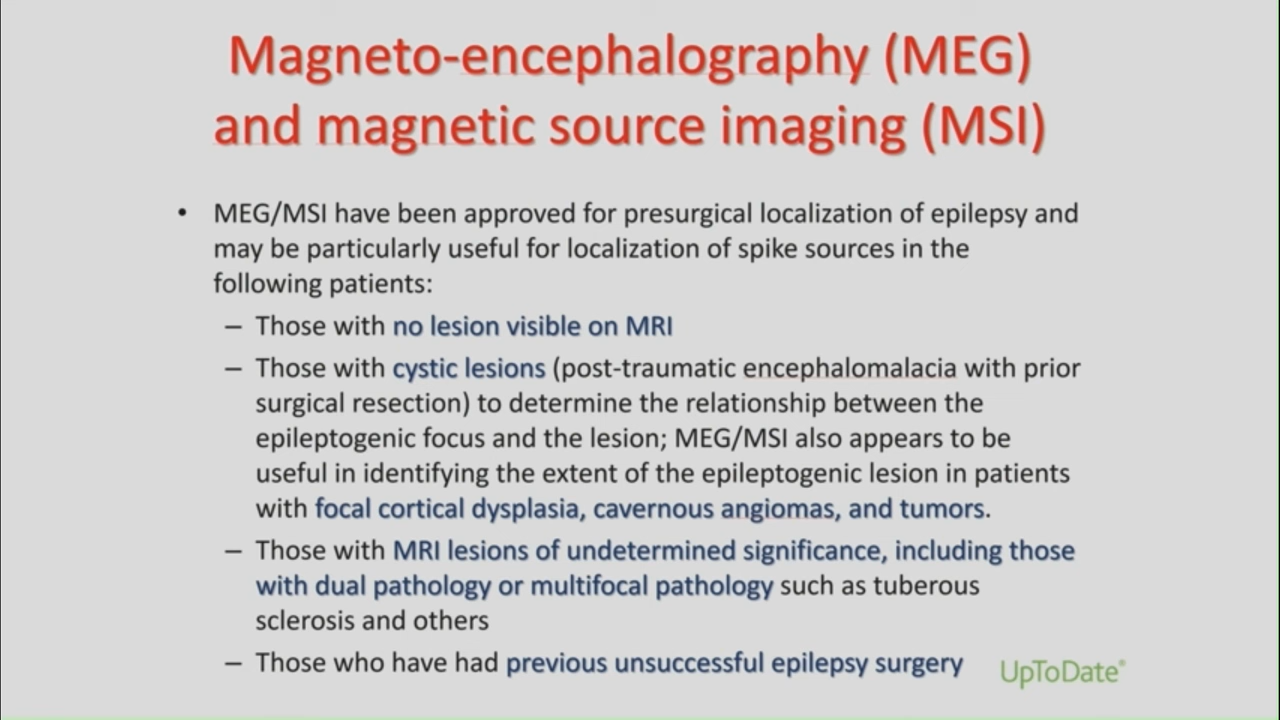 Magneto-encephalography (MEG)
and magnetic source imaging (MSI)
• MEG/MSI have been approved for presurgical localization of epilepsy and
may be particularly useful for localization of spike sources in the
following patients:
– Those with no lesion visible on MRI
– Those with cystic lesions (post-traumatic encephalomalacia with prior
surgical resection) to determine the relationship between the
epileptogenic focus and the lesion; MEG/MSI also appears to be
useful in identifying the extent of the epileptogenic lesion in patients
with focal cortical dysplasia, cavernous angiomas, and tumors.
– Those with MRI lesions of undetermined significance, including those
with dual pathology or multifocal pathology such as tuberous
sclerosis and others
– Those who have had previous unsuccessful epilepsy surgery
UpToDate®